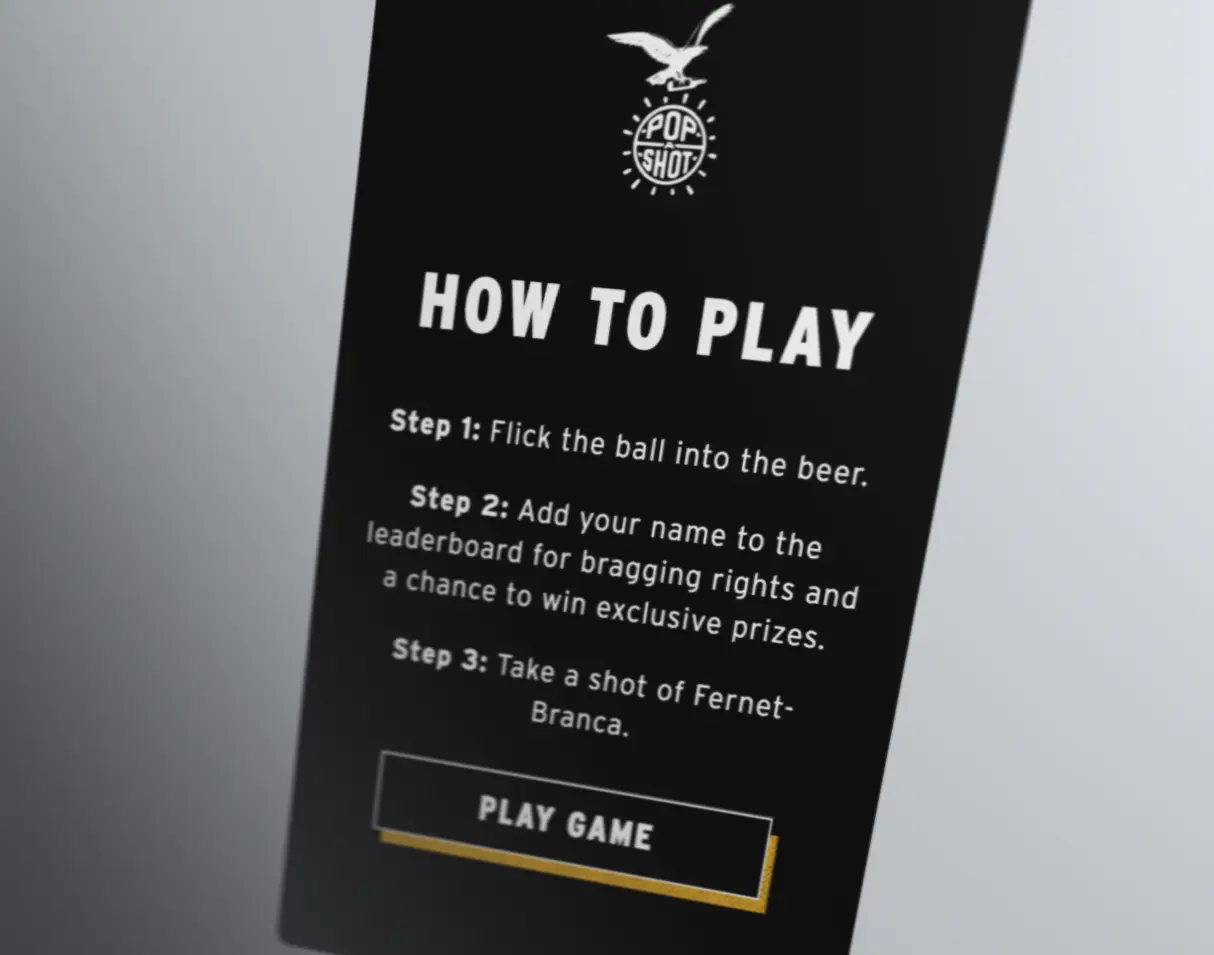 POP
A
SHOT
HOW TO PLAY
Step 1: Flick the ball into the beer.
Step 2: Add your name to the
leaderboard for bragging rights and
a chance to win exclusive prizes.
Step 3: Take a shot of Fernet-
Branca.
PLAY GAME